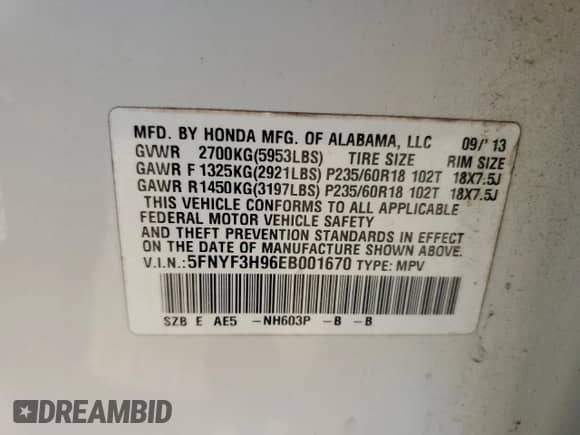 MFD. BY HONDA MFG. OF ALABAMA, LLC 09/'13
GVWR 2700KG(5953LBS) TIRE SIZE RIM SIZE
GAWR F 1325KG(2921LBS) P235/60R18 102T 18X7.5J
GAWR R1450KG(3197LBS) P235/60R18 102T 18X7.5J
THIS VEHICLE CONFORMS TO ALL APPLICABLE
FEDERAL MOTOR VEHICLE SAFETY
AND THEFT PREVENTION STANDARDS IN EFFECT
ON THE DATE OF MANUFACTURE SHOWN ABOVE.
V.I.N.:5FNYF3H96EB001670 TYPE: MPV
SZB E AE5 -NH603P -B -B
DREAMBID